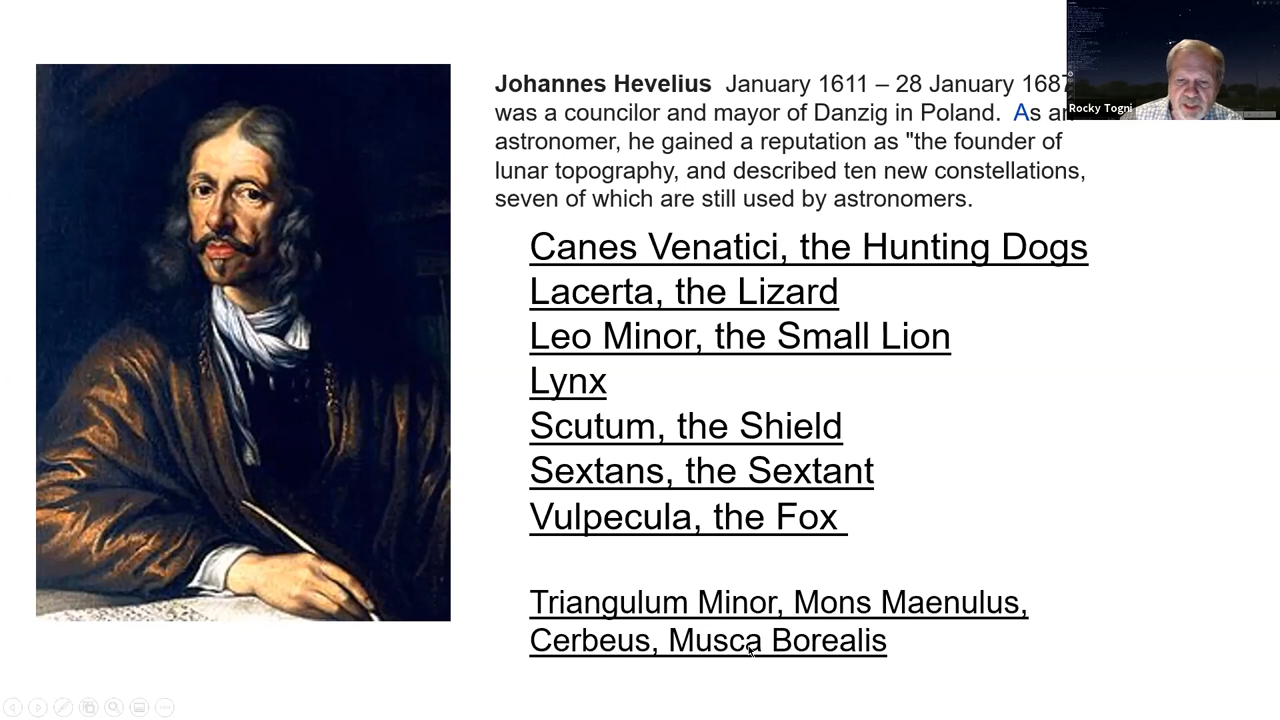 Johannes Hevelius January 1611 – 28 January 1687
was a councilor and mayor of Danzig in Poland. As an
astronomer, he gained a reputation as "the founder of
lunar topography, and described ten new constellations,
seven of which are still used by astronomers.
Canes Venatici, the Hunting Dogs
Lacerta, the Lizard
Leo Minor, the Small Lion
Lynx
Scutum, the Shield
Sextans, the Sextant
Vulpecula, the Fox
Triangulum Minor, Mons Maenulus,
Cerbeus, Musca Borealis
Rocky Togni